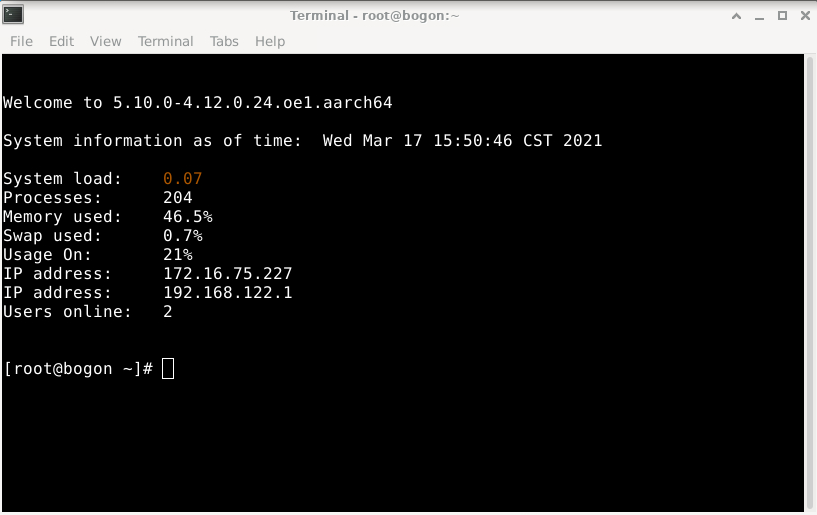 Terminal - root@bogon:~
File Edit View Terminal Tabs Help
Welcome to 5.10.0-4.12.0.24.oe1.aarch64
System information as of time:  Wed Mar 17 15:50:46 CST 2021
System load:    0.07
Processes:      204
Memory used:    46.5%
Swap used:      0.7%
Usage On:       21%
IP address:     172.16.75.227
IP address:     192.168.122.1
Users online:   2
[root@bogon ~]#